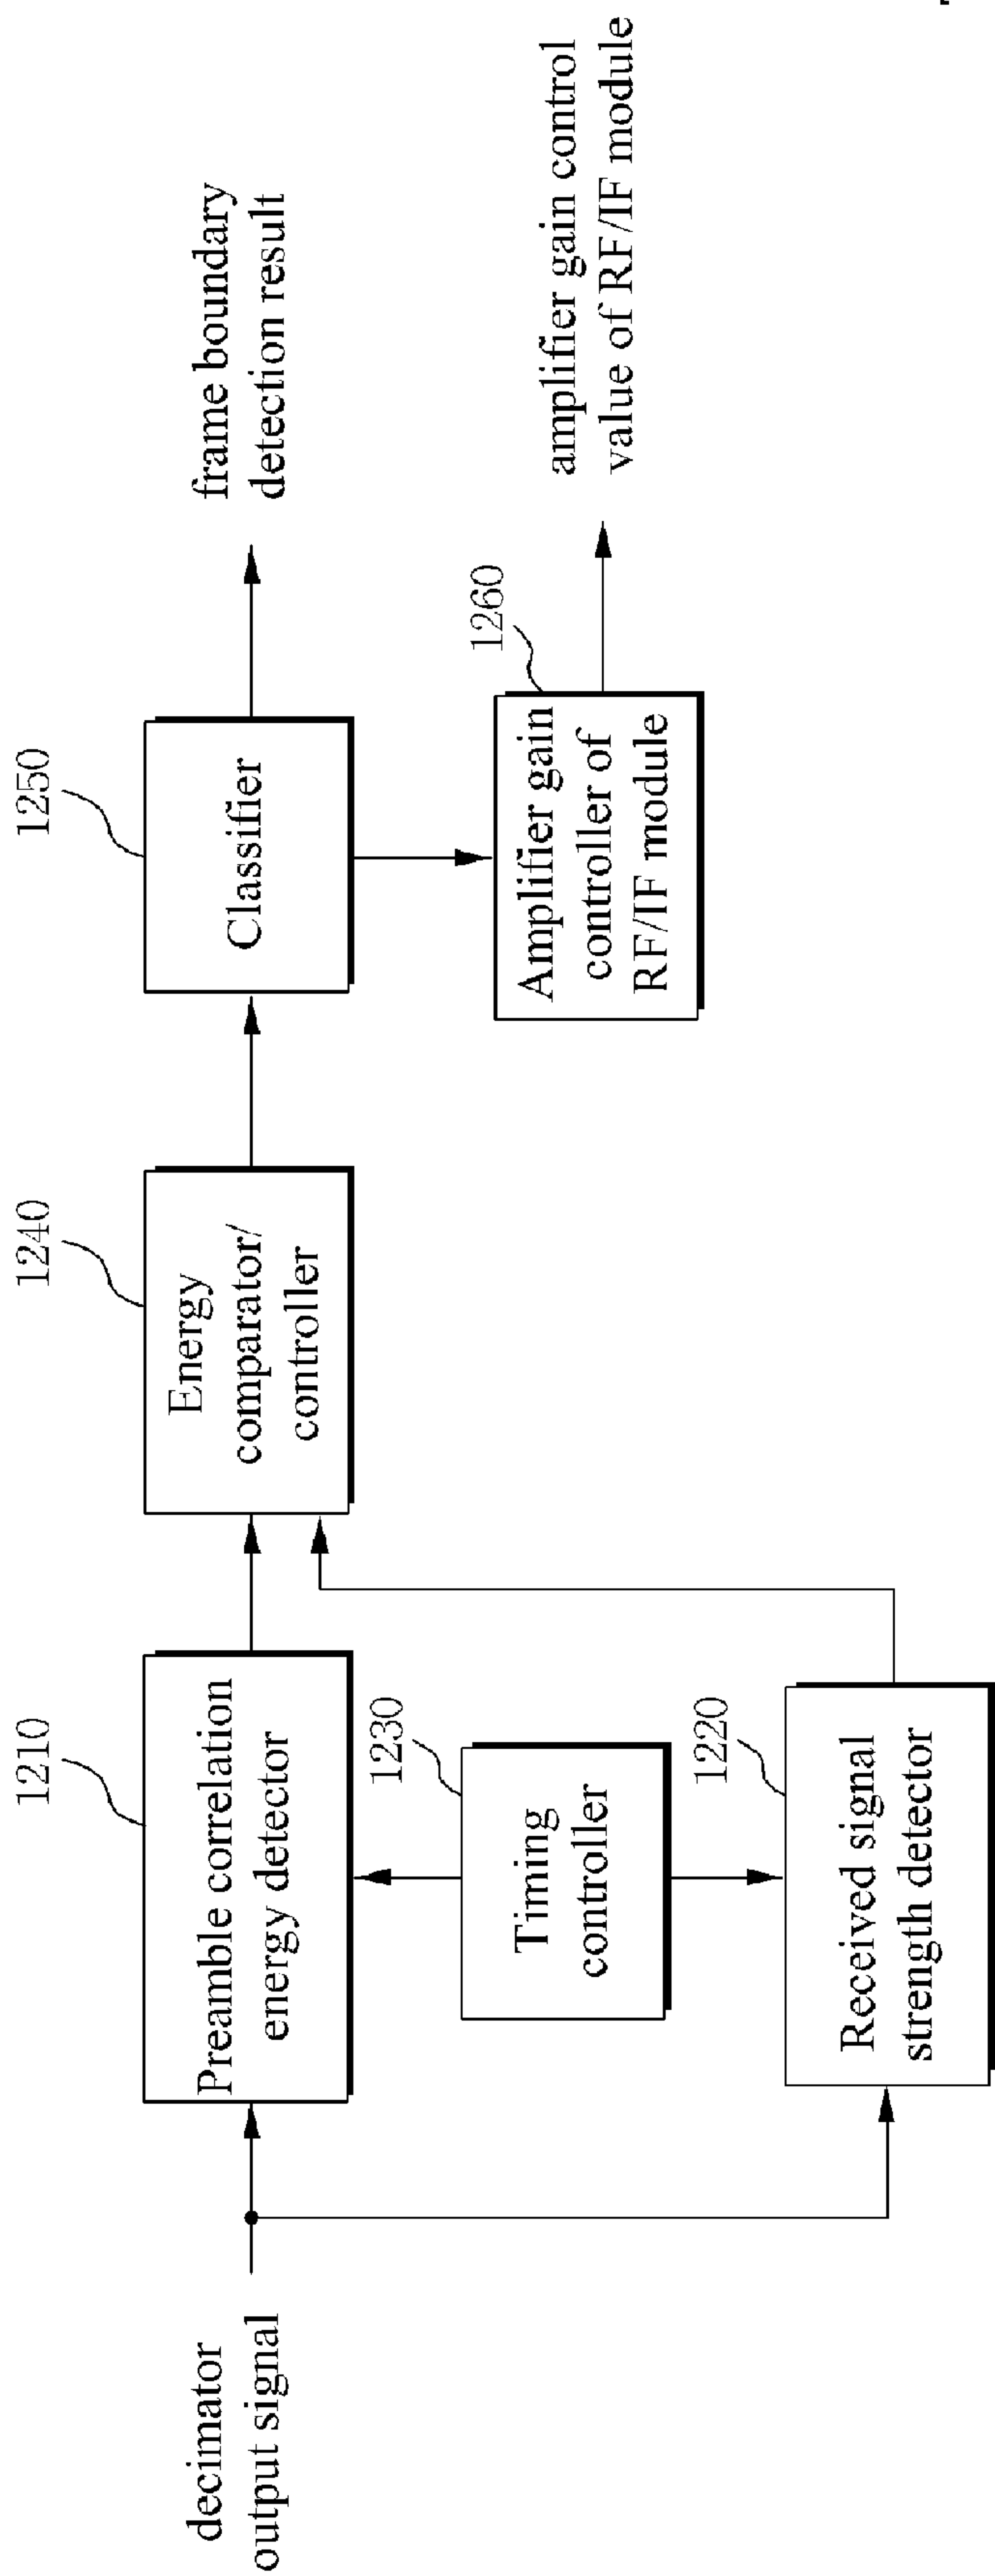 decimator
output signal
1210
Preamble correlation
energy detector
1230
Timing
controller
1220
Received signal
strength detector
1240
Energy
comparator/
controller
1250
Classifier
frame boundary
detection result
1260
Amplifier gain
controller of
RF/IF module
amplifier gain control
value of RF/IF module